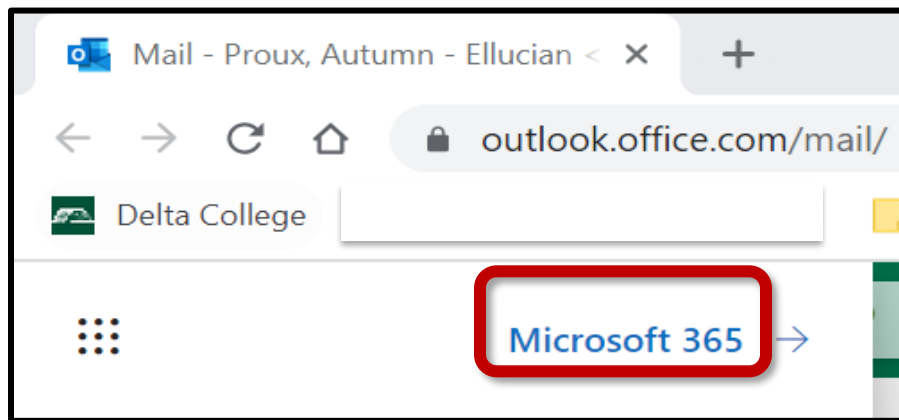 Mail - Proux, Autumn - Ellucian <
outlook.office.com/mail/
Delta College
Microsoft 365